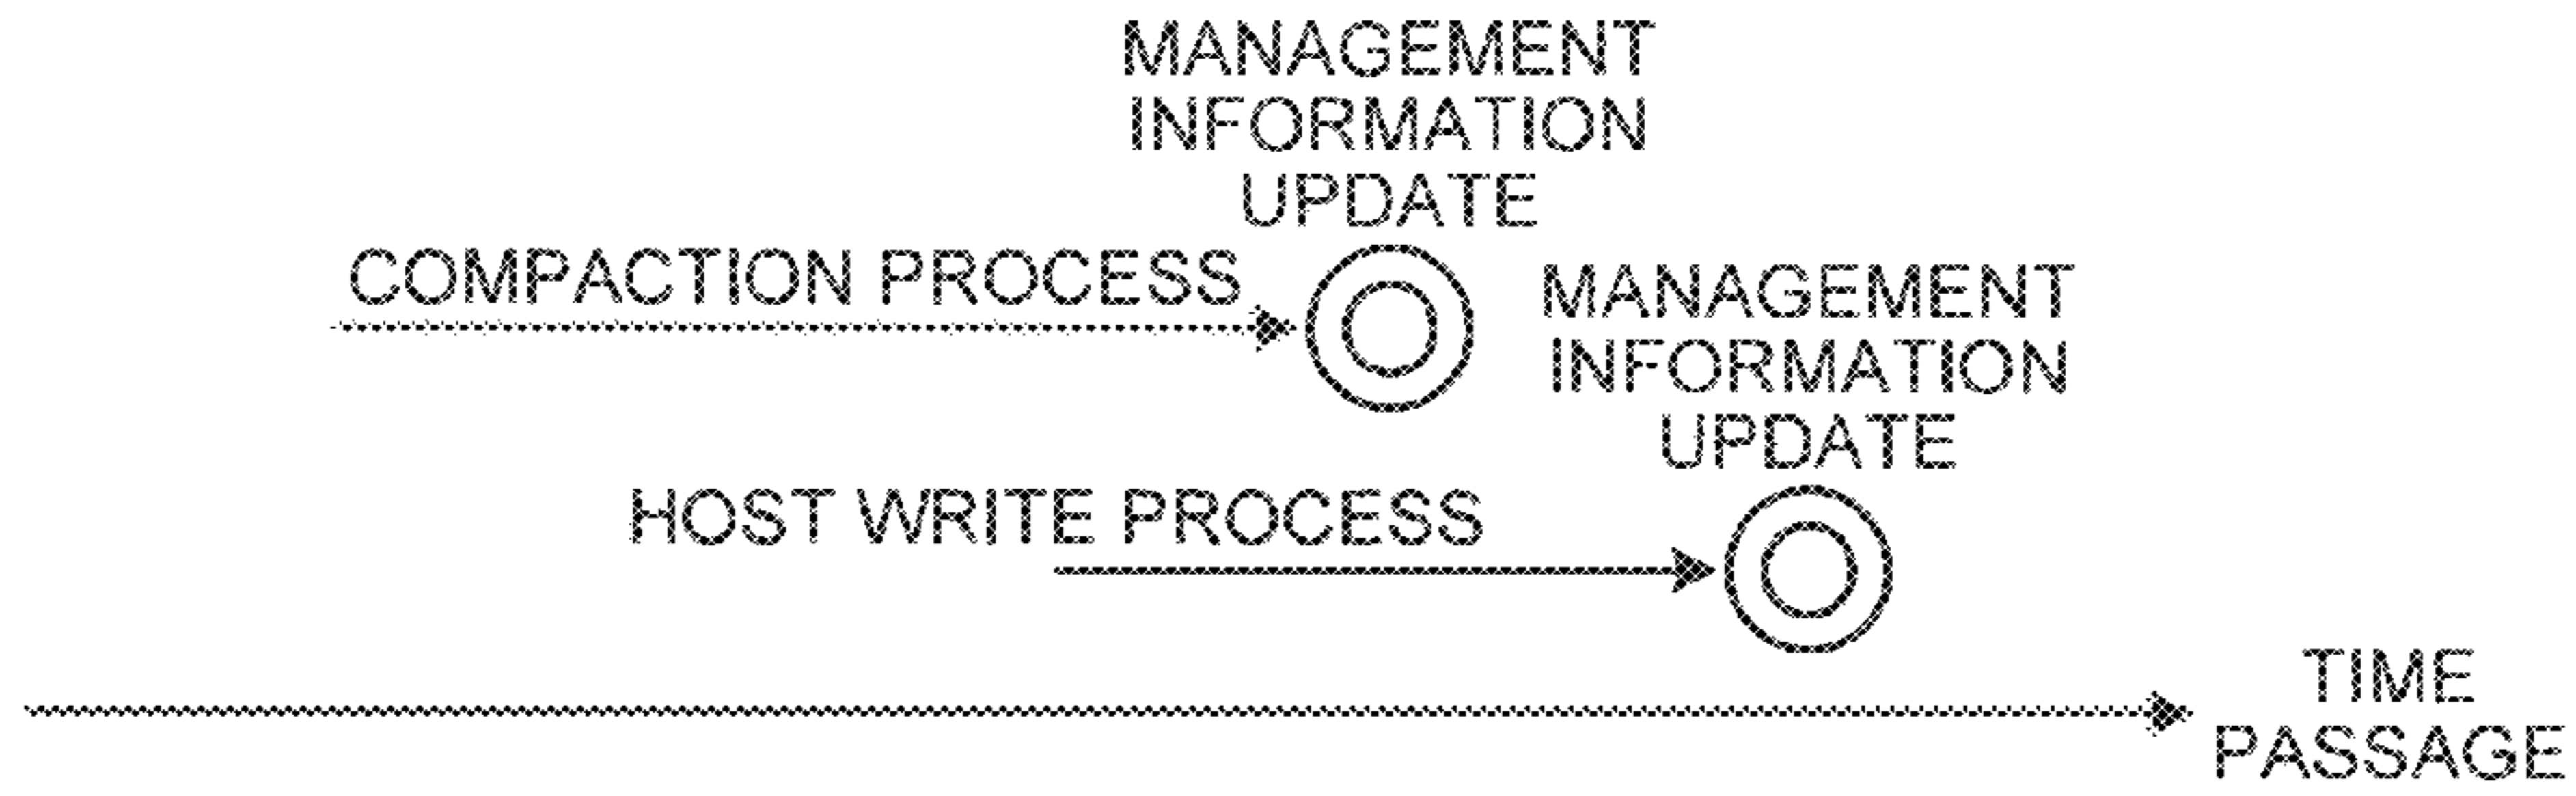 MANAGEMENT
INFORMATION
UPDATE
COMPACTION PROCESS
MANAGEMENT
INFORMATION
UPDATE
HOST WRITE PROCESS
TIME
PASSAGE